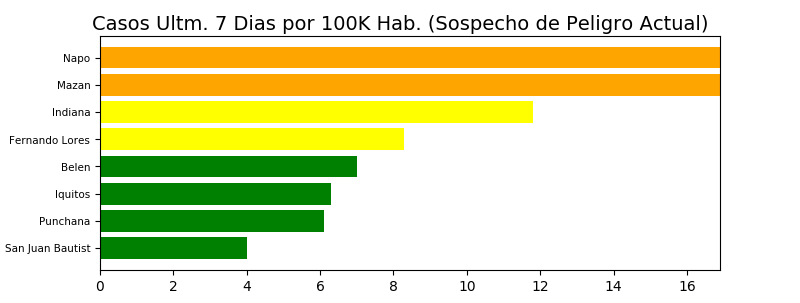 Casos Ultm. 7 Dias por 100K Hab. (Sospecho de Peligro Actual)
Napo
Mazan
Indiana
Fernando Lores
Belen
Iquitos
Punchana
San Juan Bautist
0 2 4 6 8 10 12 14 16